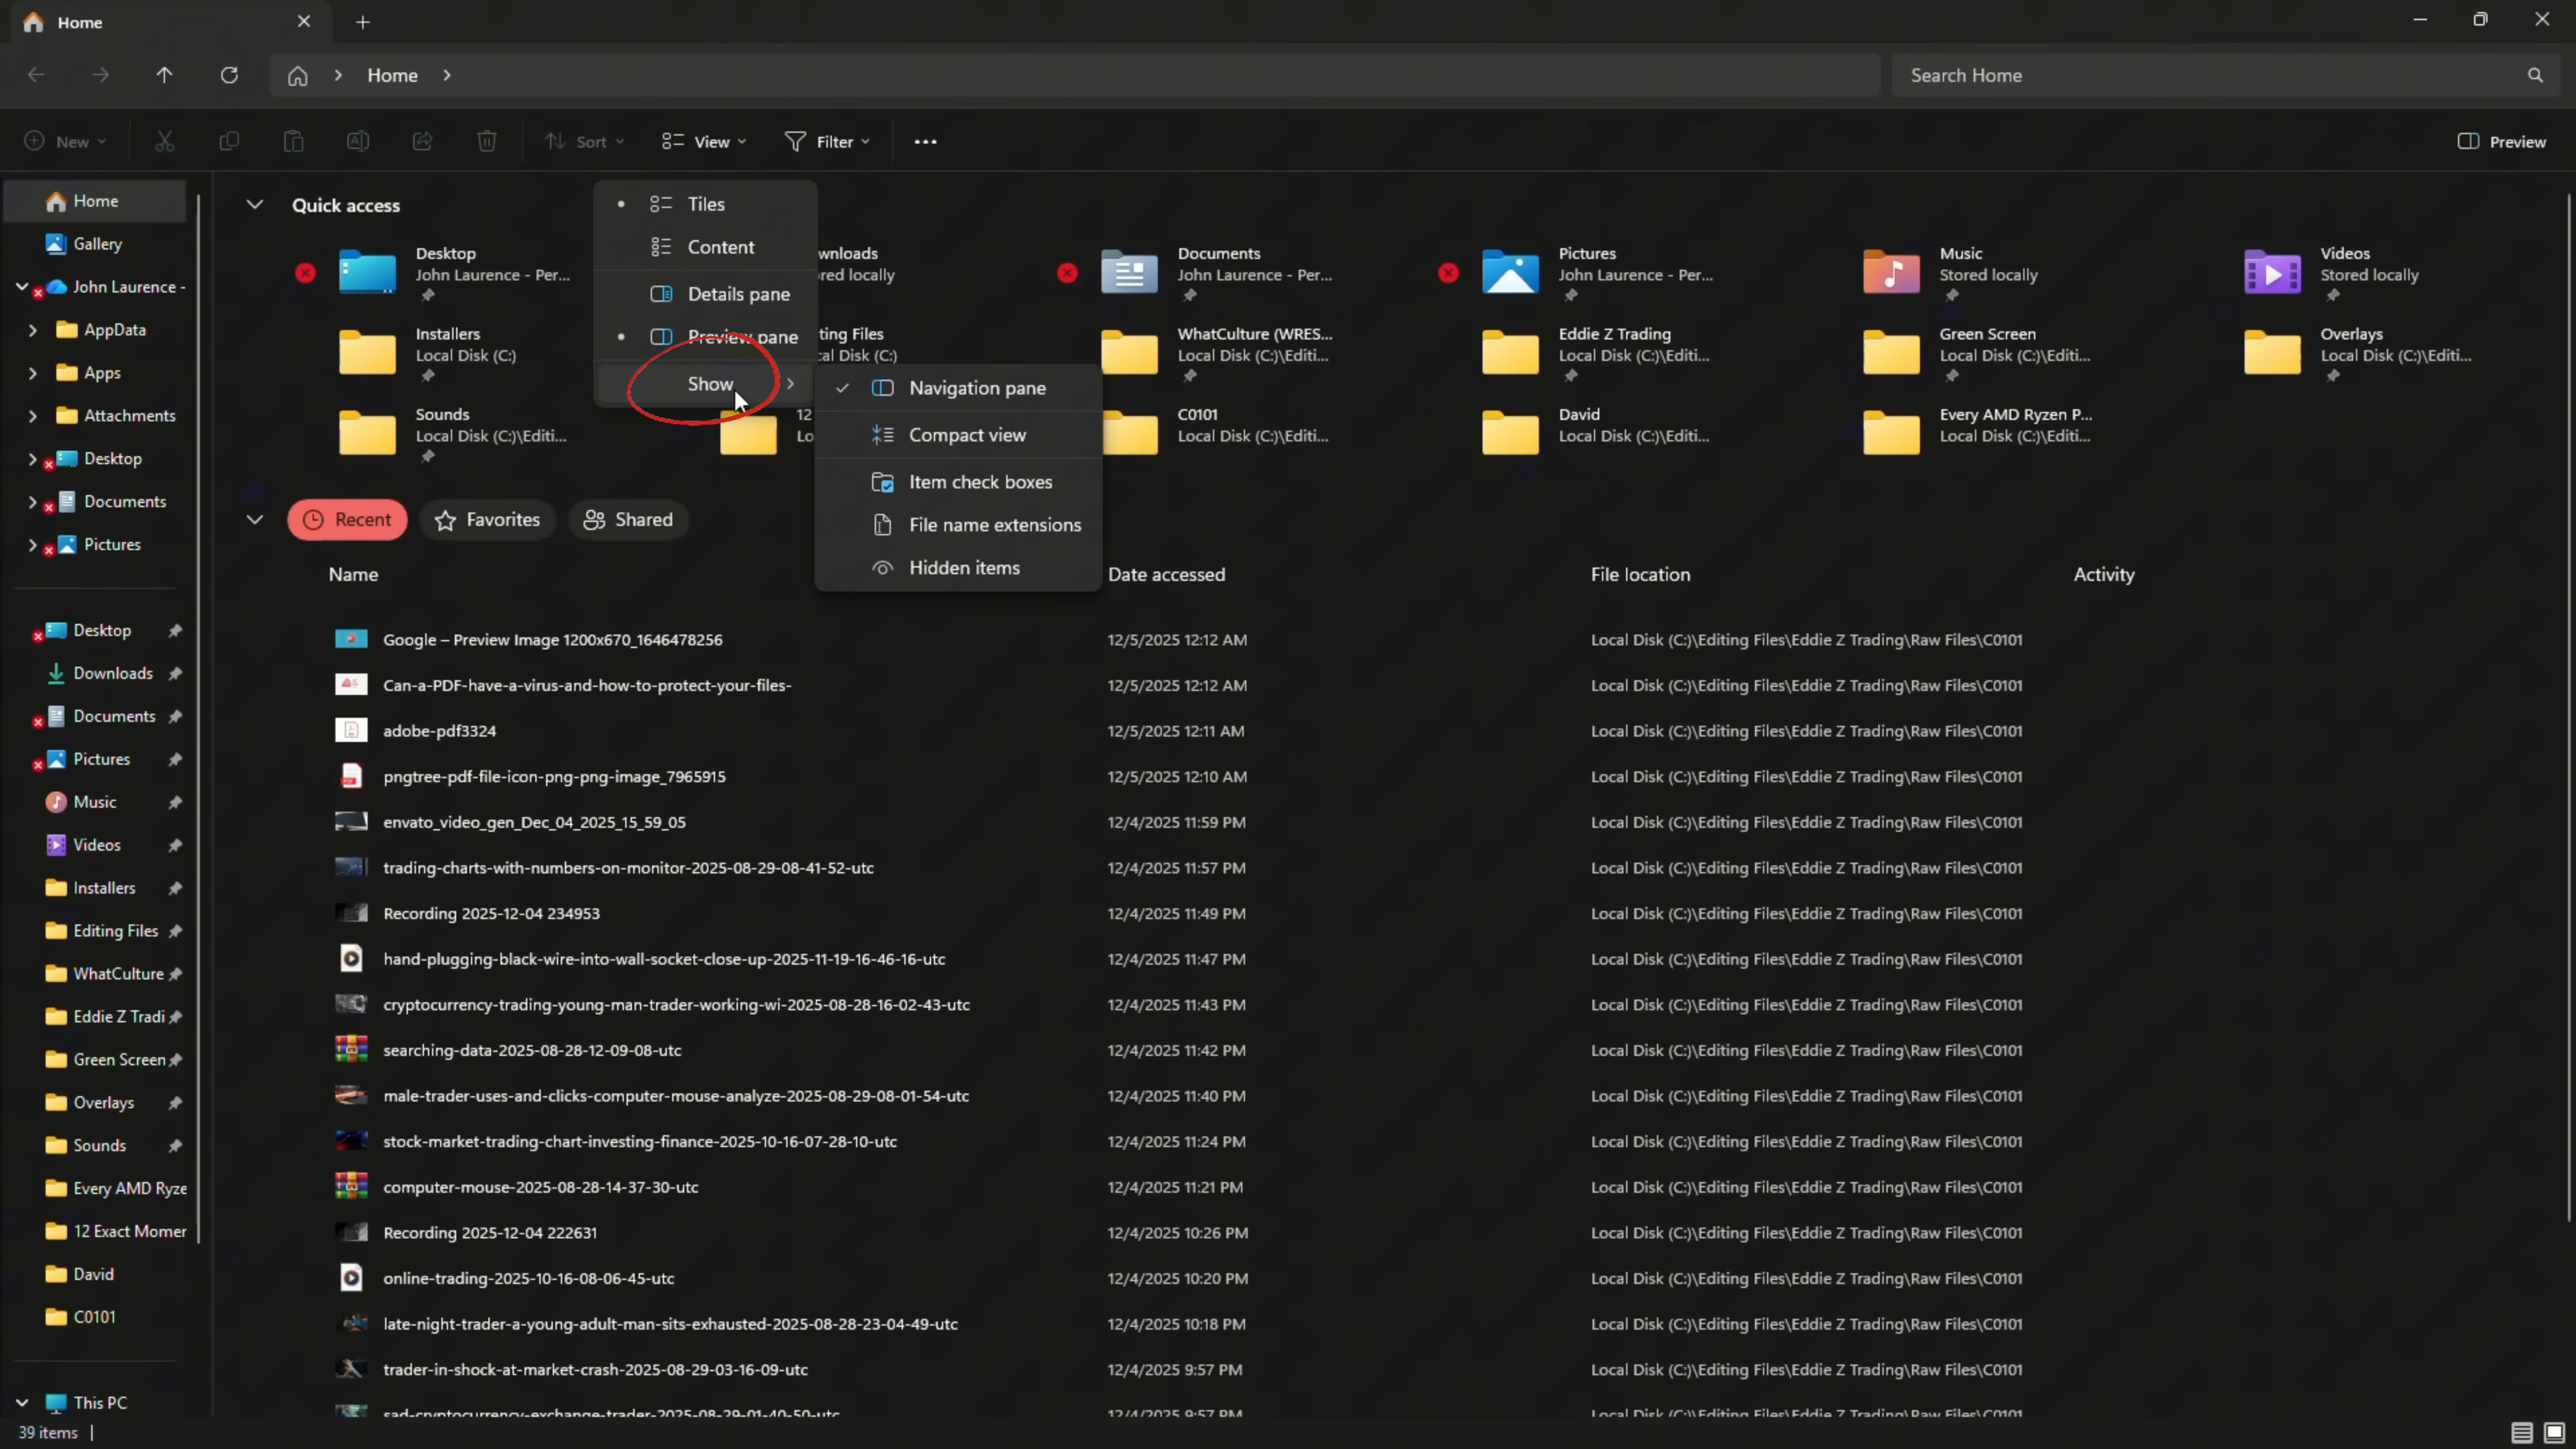 Home
Home
Search Home
New
Sort
View
Filter
Preview
Home
Gallery
John Laurence -
AppData
Apps
Attachments
Desktop
Documents
Pictures
Desktop
Downloads
Documents
Pictures
Music
Videos
Installers
Editing Files
WhatCulture
Eddie Z Tradi
Green Screen
Overlays
Sounds
Every AMD Ryze
12 Exact Momer
David
C0101
This PC
Quick access
Desktop
John Laurence - Per...
wnloads
red locally
Documents
John Laurence - Per...
Pictures
John Laurence - Per...
Music
Stored locally
Videos
Stored locally
Installers
Local Disk (C:)
ting Files
cal Disk (C:)
WhatCulture (WRES...
Local Disk (C:)\Editi...
Eddie Z Trading
Local Disk (C:)\Editi...
Green Screen
Local Disk (C:)\Editi...
Overlays
Local Disk (C:)\Editi...
Sounds
Local Disk (C:)\Editi...
12
Lo
C0101
Local Disk (C:)\Editi...
David
Local Disk (C:)\Editi...
Every AMD Ryzen P...
Local Disk (C:)\Editi...
Tiles
Content
Details pane
Preview pane
Show
Navigation pane
Compact view
Item check boxes
File name extensions
Hidden items
Recent
Favorites
Shared
Name Date accessed File location Activity
Google – Preview Image 1200x670_1646478256 12/5/2025 12:12 AM Local Disk (C:)\Editing Files\Eddie Z Trading\Raw Files\C0101
Can-a-PDF-have-a-virus-and-how-to-protect-your-files- 12/5/2025 12:12 AM Local Disk (C:)\Editing Files\Eddie Z Trading\Raw Files\C0101
adobe-pdf3324 12/5/2025 12:11 AM Local Disk (C:)\Editing Files\Eddie Z Trading\Raw Files\C0101
pngtree-pdf-file-icon-png-png-image_7965915 12/5/2025 12:10 AM Local Disk (C:)\Editing Files\Eddie Z Trading\Raw Files\C0101
envato_video_gen_Dec_04_2025_15_59_05 12/4/2025 11:59 PM Local Disk (C:)\Editing Files\Eddie Z Trading\Raw Files\C0101
trading-charts-with-numbers-on-monitor-2025-08-29-08-41-52-utc 12/4/2025 11:57 PM Local Disk (C:)\Editing Files\Eddie Z Trading\Raw Files\C0101
Recording 2025-12-04 234953 12/4/2025 11:49 PM Local Disk (C:)\Editing Files\Eddie Z Trading\Raw Files\C0101
hand-plugging-black-wire-into-wall-socket-close-up-2025-11-19-16-46-16-utc 12/4/2025 11:47 PM Local Disk (C:)\Editing Files\Eddie Z Trading\Raw Files\C0101
cryptocurrency-trading-young-man-trader-working-wi-2025-08-28-16-02-43-utc 12/4/2025 11:43 PM Local Disk (C:)\Editing Files\Eddie Z Trading\Raw Files\C0101
searching-data-2025-08-28-12-09-08-utc 12/4/2025 11:42 PM Local Disk (C:)\Editing Files\Eddie Z Trading\Raw Files\C0101
male-trader-uses-and-clicks-computer-mouse-analyze-2025-08-29-08-01-54-utc 12/4/2025 11:40 PM Local Disk (C:)\Editing Files\Eddie Z Trading\Raw Files\C0101
stock-market-trading-chart-investing-finance-2025-10-16-07-28-10-utc 12/4/2025 11:24 PM Local Disk (C:)\Editing Files\Eddie Z Trading\Raw Files\C0101
computer-mouse-2025-08-28-14-37-30-utc 12/4/2025 11:21 PM Local Disk (C:)\Editing Files\Eddie Z Trading\Raw Files\C0101
Recording 2025-12-04 222631 12/4/2025 10:26 PM Local Disk (C:)\Editing Files\Eddie Z Trading\Raw Files\C0101
online-trading-2025-10-16-08-06-45-utc 12/4/2025 10:20 PM Local Disk (C:)\Editing Files\Eddie Z Trading\Raw Files\C0101
late-night-trader-a-young-adult-man-sits-exhausted-2025-08-28-23-04-49-utc 12/4/2025 10:18 PM Local Disk (C:)\Editing Files\Eddie Z Trading\Raw Files\C0101
trader-in-shock-at-market-crash-2025-08-29-03-16-09-utc 12/4/2025 9:57 PM Local Disk (C:)\Editing Files\Eddie Z Trading\Raw Files\C0101
sad-cryptocurrency-exchange-trader-2025-08-29-01-40-50-utc 12/4/2025 9:57 PM Local Disk (C:)\Editing Files\Eddie Z Trading\Raw Files\C0101
39 items